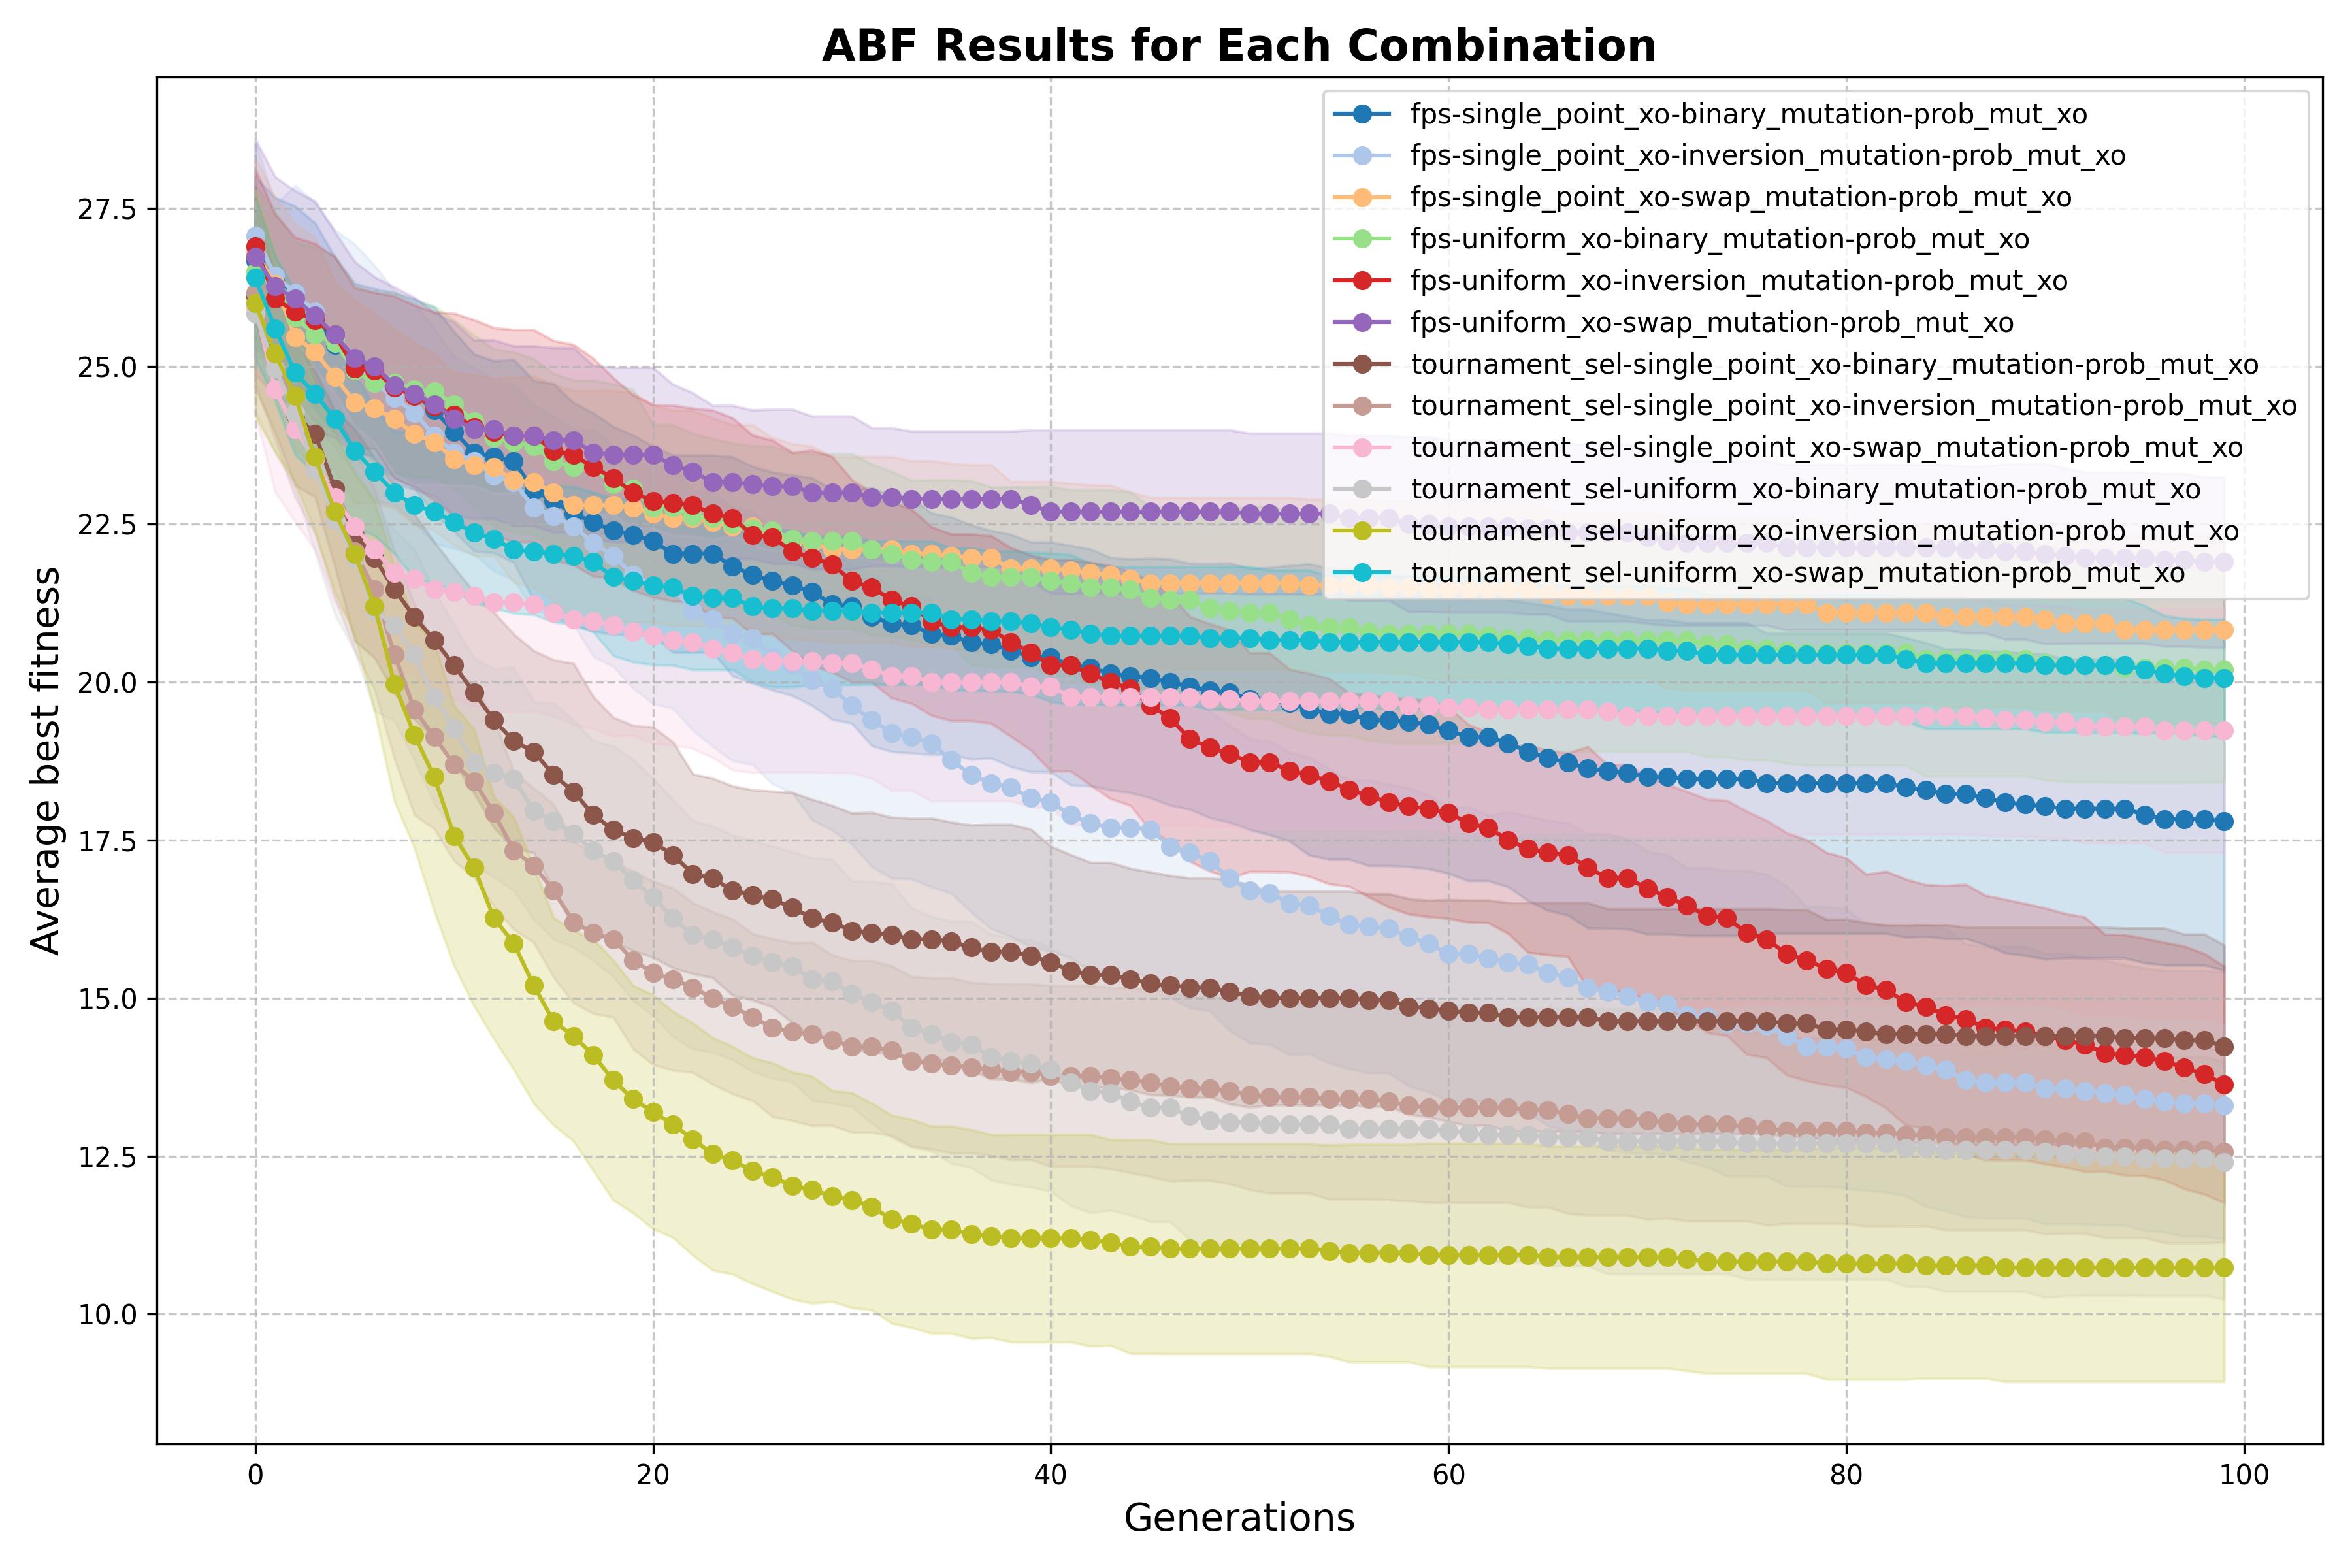 ABF Results for Each Combination
fps-single_point_xo-binary_mutation-prob_mut_xo
fps-single_point_xo-inversion_mutation-prob_mut_xo
fps-single_point_xo-swap_mutation-prob_mut_xo
fps-uniform_xo-binary_mutation-prob_mut_xo
fps-uniform_xo-inversion_mutation-prob_mut_xo
fps-uniform_xo-swap_mutation-prob_mut_xo
tournament_sel-single_point_xo-binary_mutation-prob_mut_xo
tournament_sel-single_point_xo-inversion_mutation-prob_mut_xo
tournament_sel-single_point_xo-swap_mutation-prob_mut_xo
tournament_sel-uniform_xo-binary_mutation-prob_mut_xo
tournament_sel-uniform_xo-inversion_mutation-prob_mut_xo
tournament_sel-uniform_xo-swap_mutation-prob_mut_xo
Average best fitness
27.5
25.0
22.5
20.0
17.5
15.0
12.5
10.0
0 20 40 60 80 100
Generations